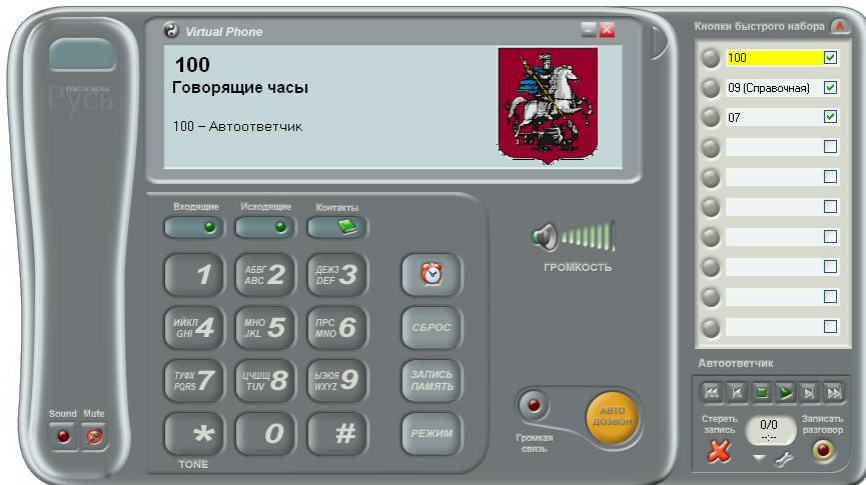 Virtual Phone
100
Говорящие часы
100 – Автоответчик
телеком
Русь
Sound Mute
Входящие Исходящие Контакты
1
АБВГ ABC 2
ДЕЖЗ DEF 3
ИЙКЛ GHI 4
МНО JKL 5
ПРС MNO 6
СБРОС
ТУФХ PQRS 7
ЦЧШЩ TUV 8
ЫЭЮЯ WXYZ 9
ЗАПИСЬ
ПАМЯТЬ
* 0 #
РЕЖИМ
TONE
ГРОМКОСТЬ
Громкая
связь
АВТО
ДОЗВОН
Кнопки быстрого набора A
100
09 (Справочная)
07
Автоответчик
Стереть
запись
0/0
--:--
Записать
разговор